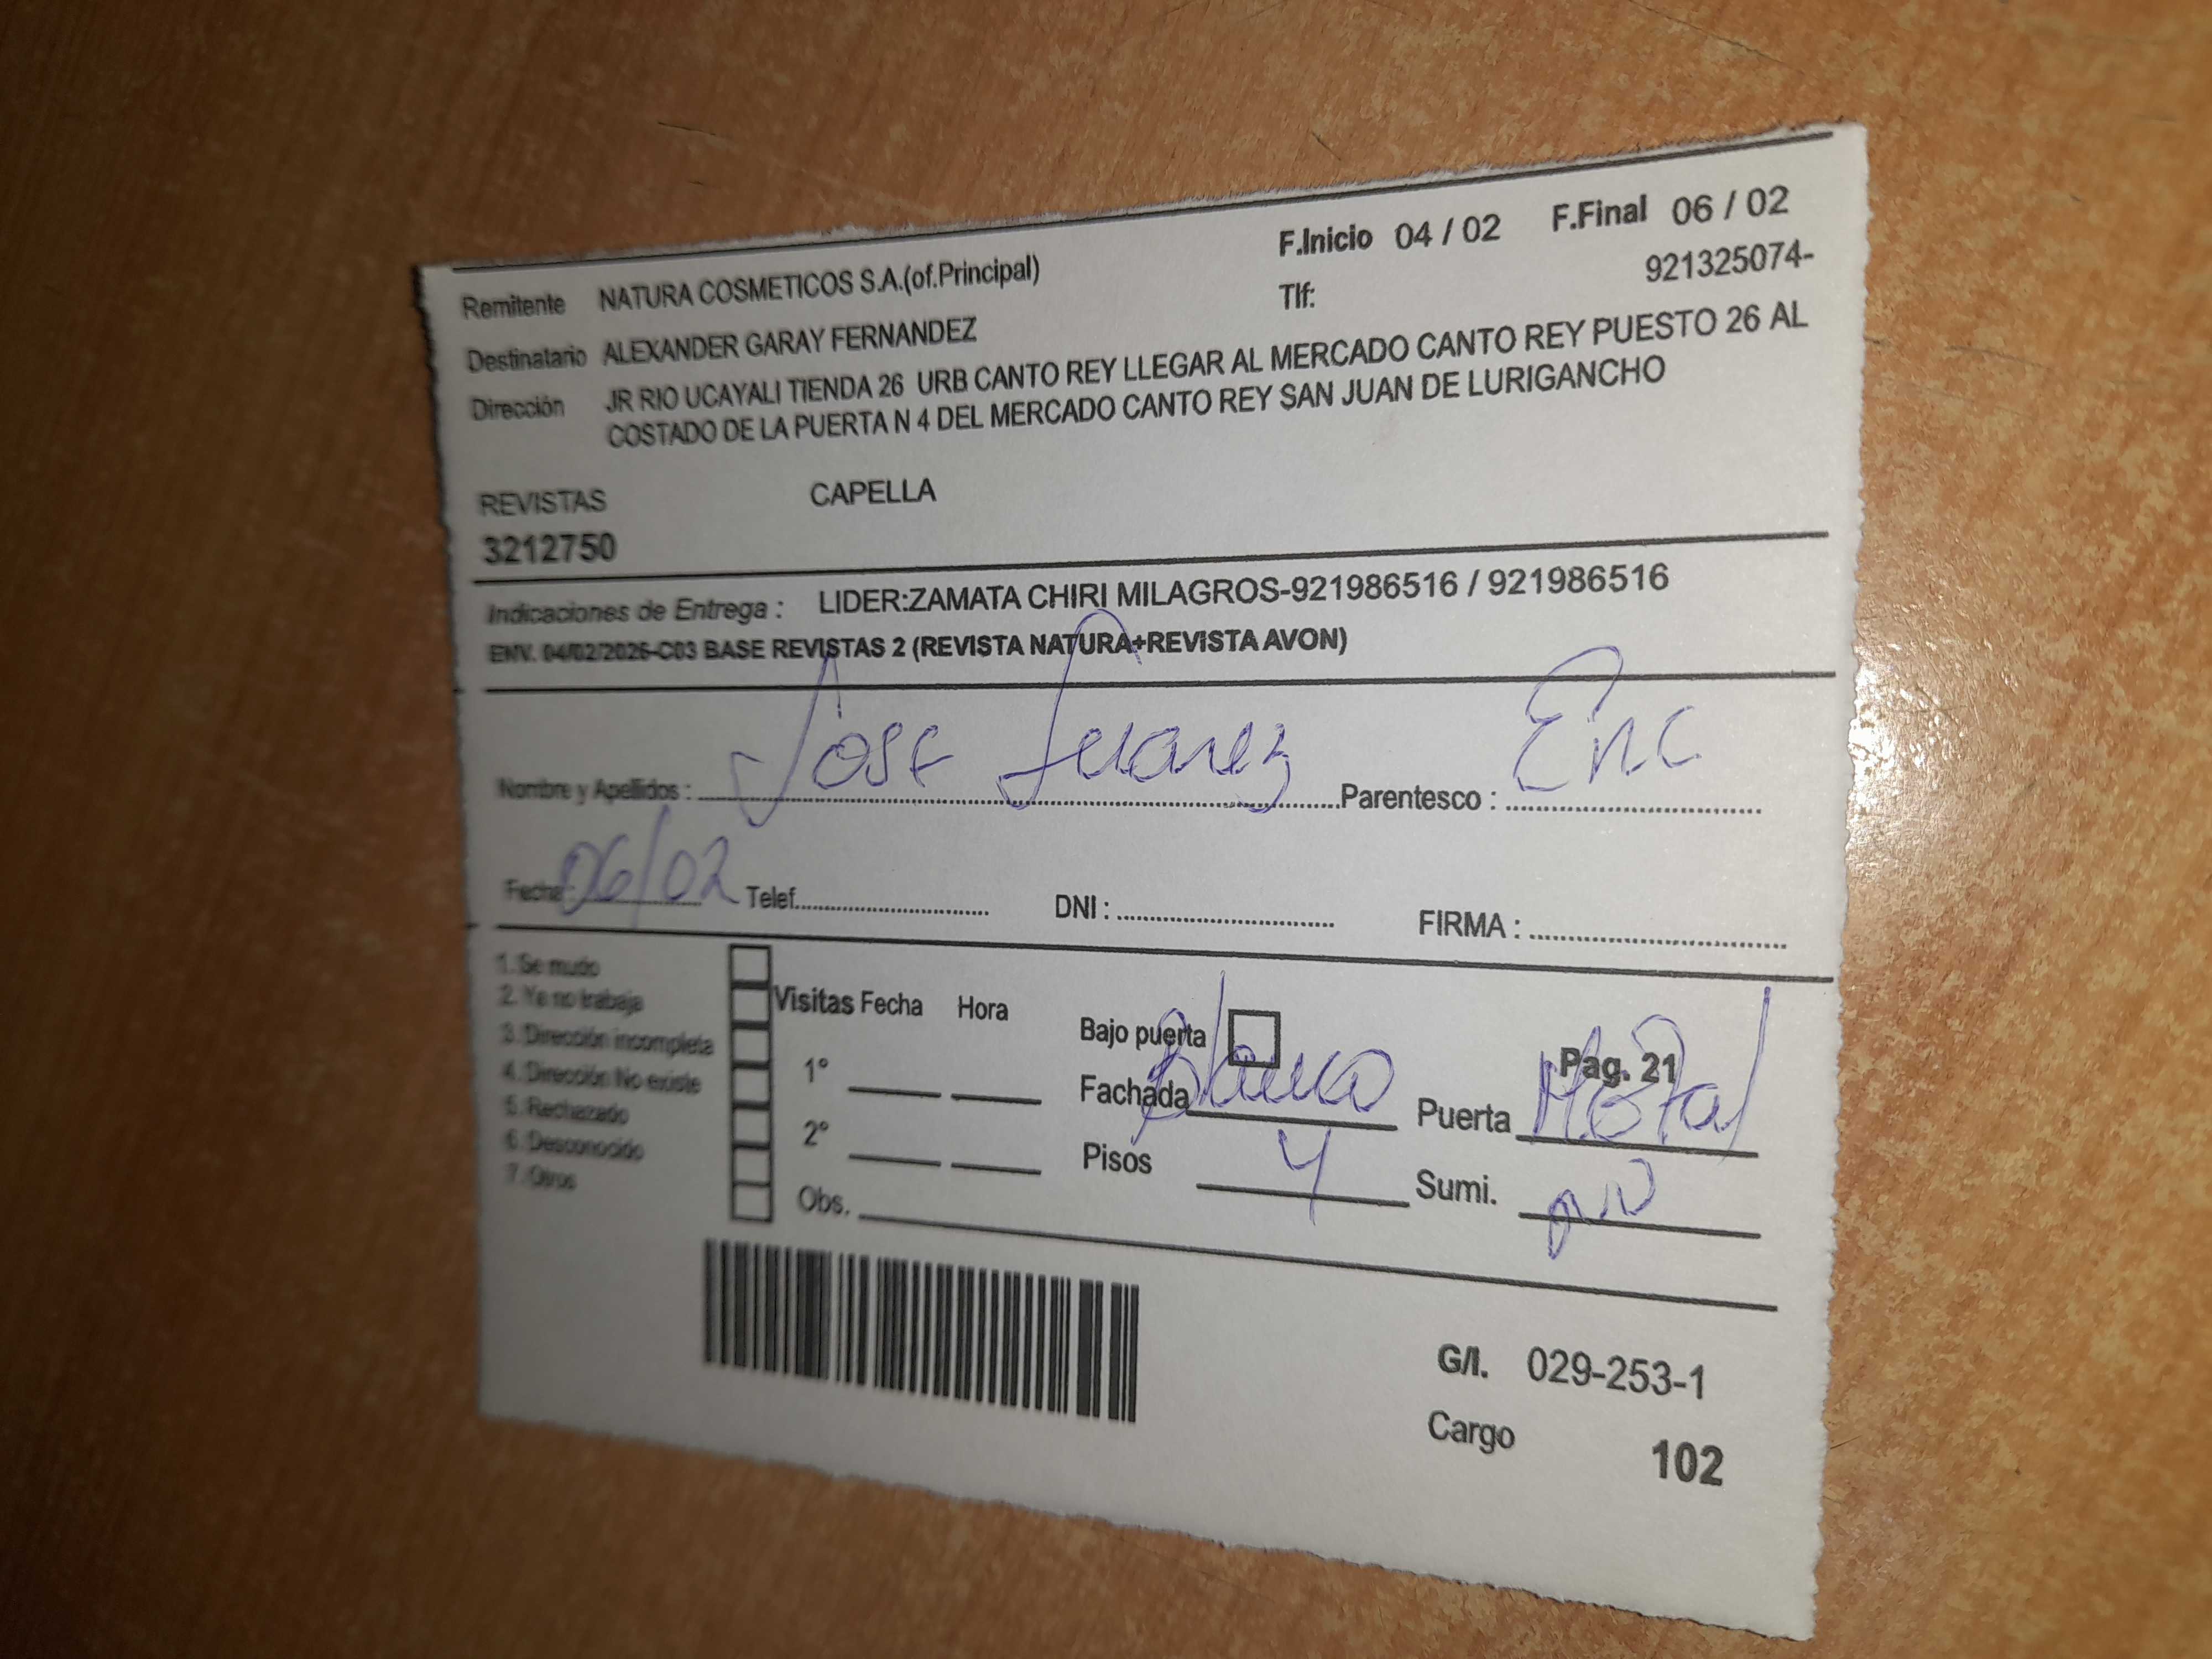 F.Inicio 04 / 02 F.Final 06 / 02
Remitente NATURA COSMETICOS S.A.(of.Principal) Tlf: 921325074-
Destinatario ALEXANDER GARAY FERNANDEZ
Dirección JR RIO UCAYALI TIENDA 26 URB CANTO REY LLEGAR AL MERCADO CANTO REY PUESTO 26 AL
COSTADO DE LA PUERTA N 4 DEL MERCADO CANTO REY SAN JUAN DE LURIGANCHO
REVISTAS CAPELLA
3212750
Indicaciones de Entrega : LIDER:ZAMATA CHIRI MILAGROS-921986516 / 921986516
ENV. 04/02/2025-C03 BASE REVISTAS 2 (REVISTA NATURA+REVISTA AVON)
Nombre y Apellidos : Jose Juarez Parentesco : Enc
Fecha : 06/02 Telef. DNI : FIRMA :
1. Se mudo
2. Ya no trabaja
3. Dirección incompleta
4. Dirección No existe
5. Rechazado
6. Desconocido
7. Otros
Visitas Fecha Hora
1°
2°
Obs.
Bajo puerta Pag. 21
Fachada blanco Puerta Metal
Pisos 4 Sumi.
G/I. 029-253-1
Cargo 102